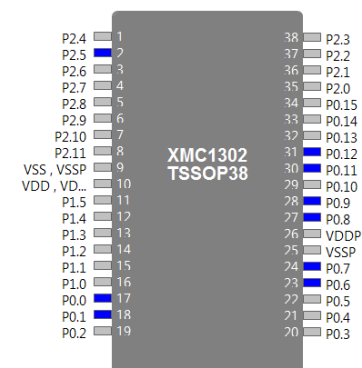 P2.4 1 38 P2.3
P2.5 2 37 P2.2
P2.6 3 36 P2.1
P2.7 4 35 P2.0
P2.8 5 34 P0.15
P2.9 6 33 P0.14
P2.10 7 32 P0.13
P2.11 8 31 P0.12
VSS , VSSP 9 30 P0.11
VDD , VD... 10 29 P0.10
P1.5 11 28 P0.9
P1.4 12 27 P0.8
P1.3 13 26 VDDP
P1.2 14 25 VSSP
P1.1 15 24 P0.7
P1.0 16 23 P0.6
P0.0 17 22 P0.5
P0.1 18 21 P0.4
P0.2 19 20 P0.3
XMC1302
TSSOP38